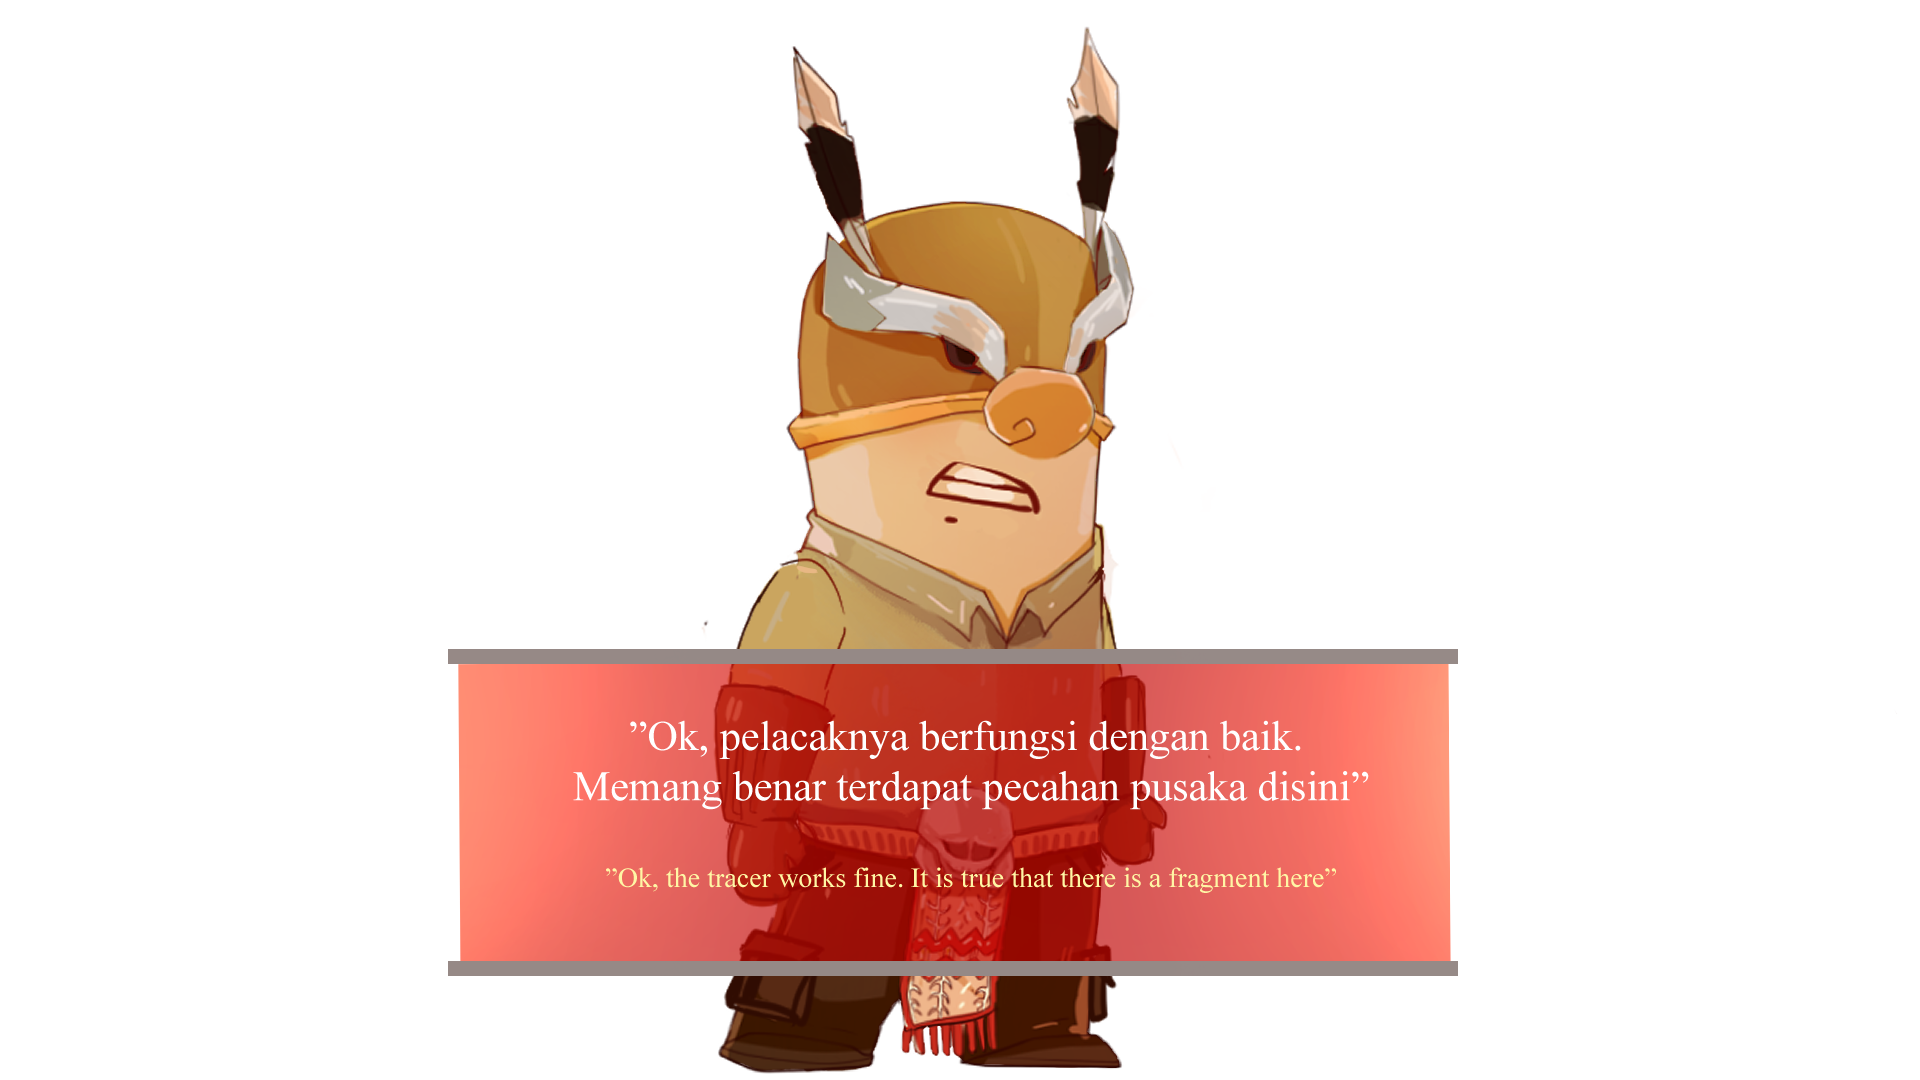 ”Ok, pelacaknya berfungsi dengan baik.
Memang benar terdapat pecahan pusaka disini”
”Ok, the tracer works fine. It is true that there is a fragment here”